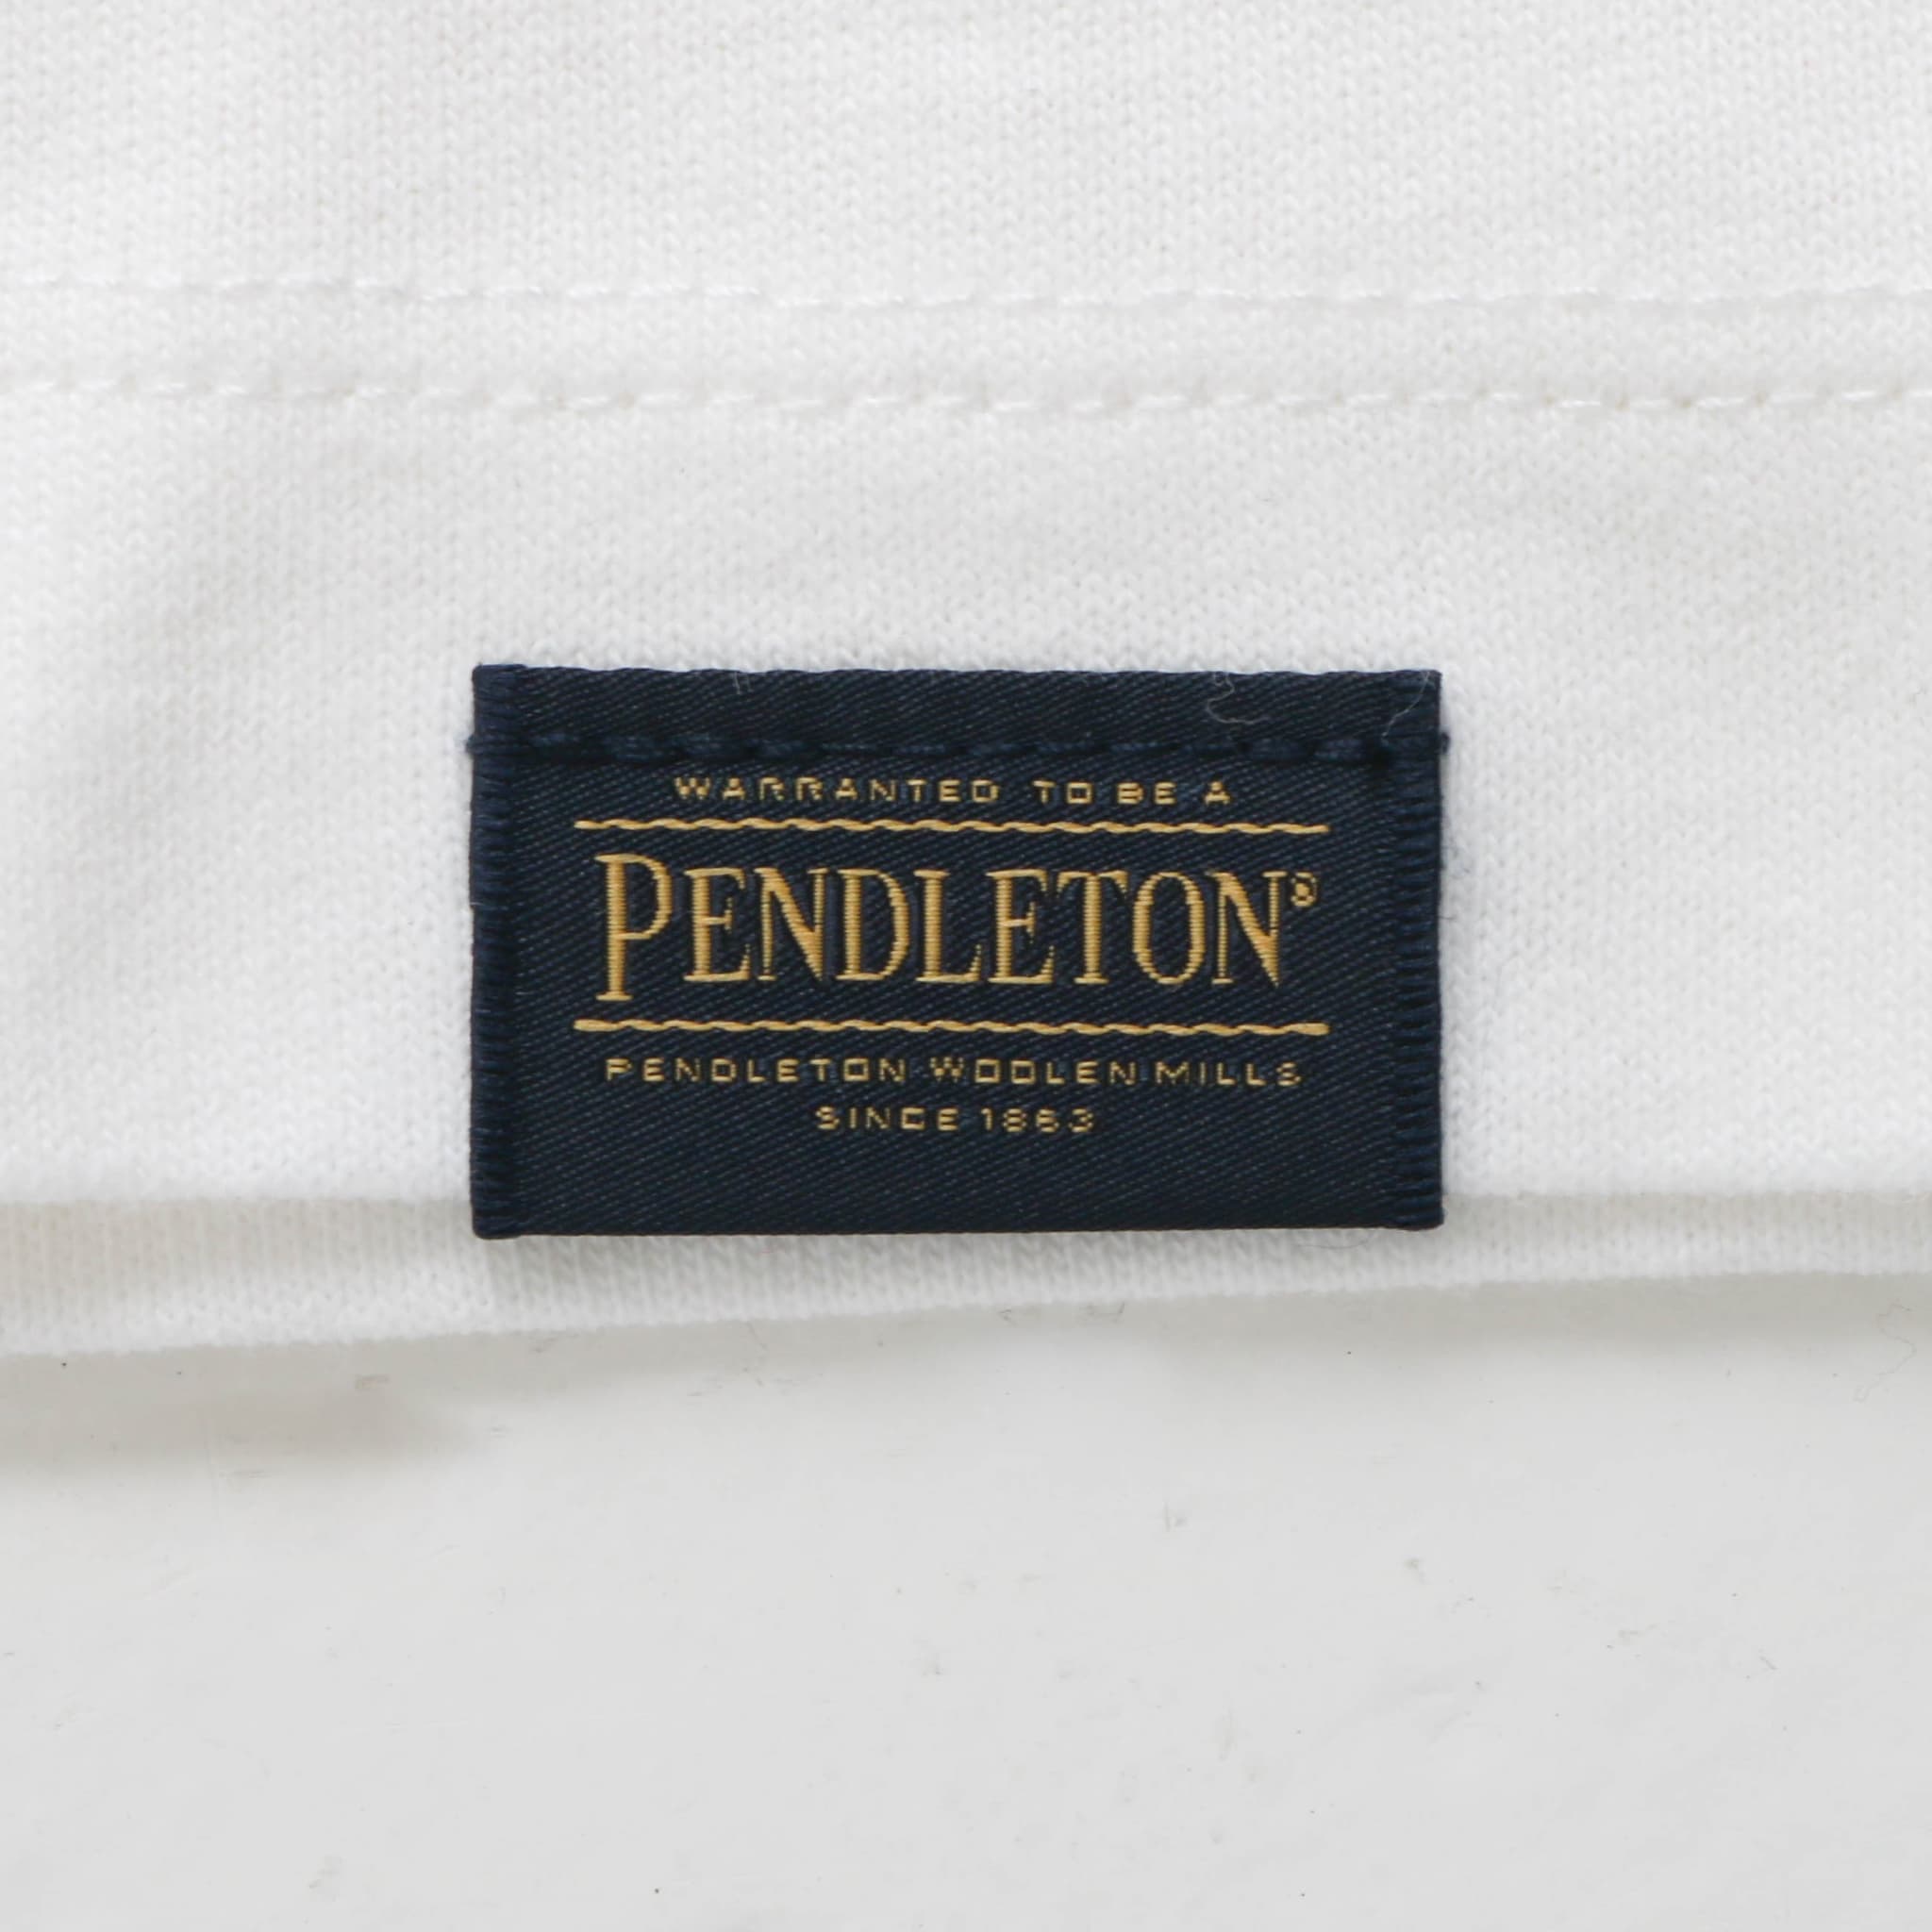 WARRANTED TO BE A
PENDLETON®
PENDLETON WOOLEN MILLS
SINCE 1863